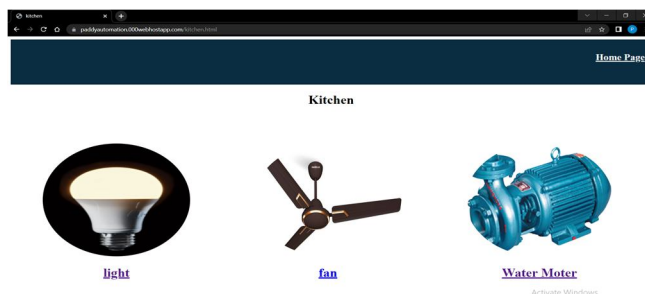 kitchen
paddyautomation.000webhostapp.com/kitchen.html
Home Page
Kitchen
light
fan
Water Moter
Activate Windows